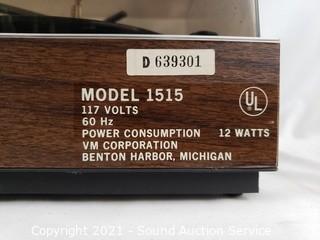 D 639301
MODEL 1515
117 VOLTS
60 Hz
POWER CONSUMPTION 12 WATTS
VM CORPORATION
BENTON HARBOR, MICHIGAN
UL
Copyright 2021 - Sound Auction Service